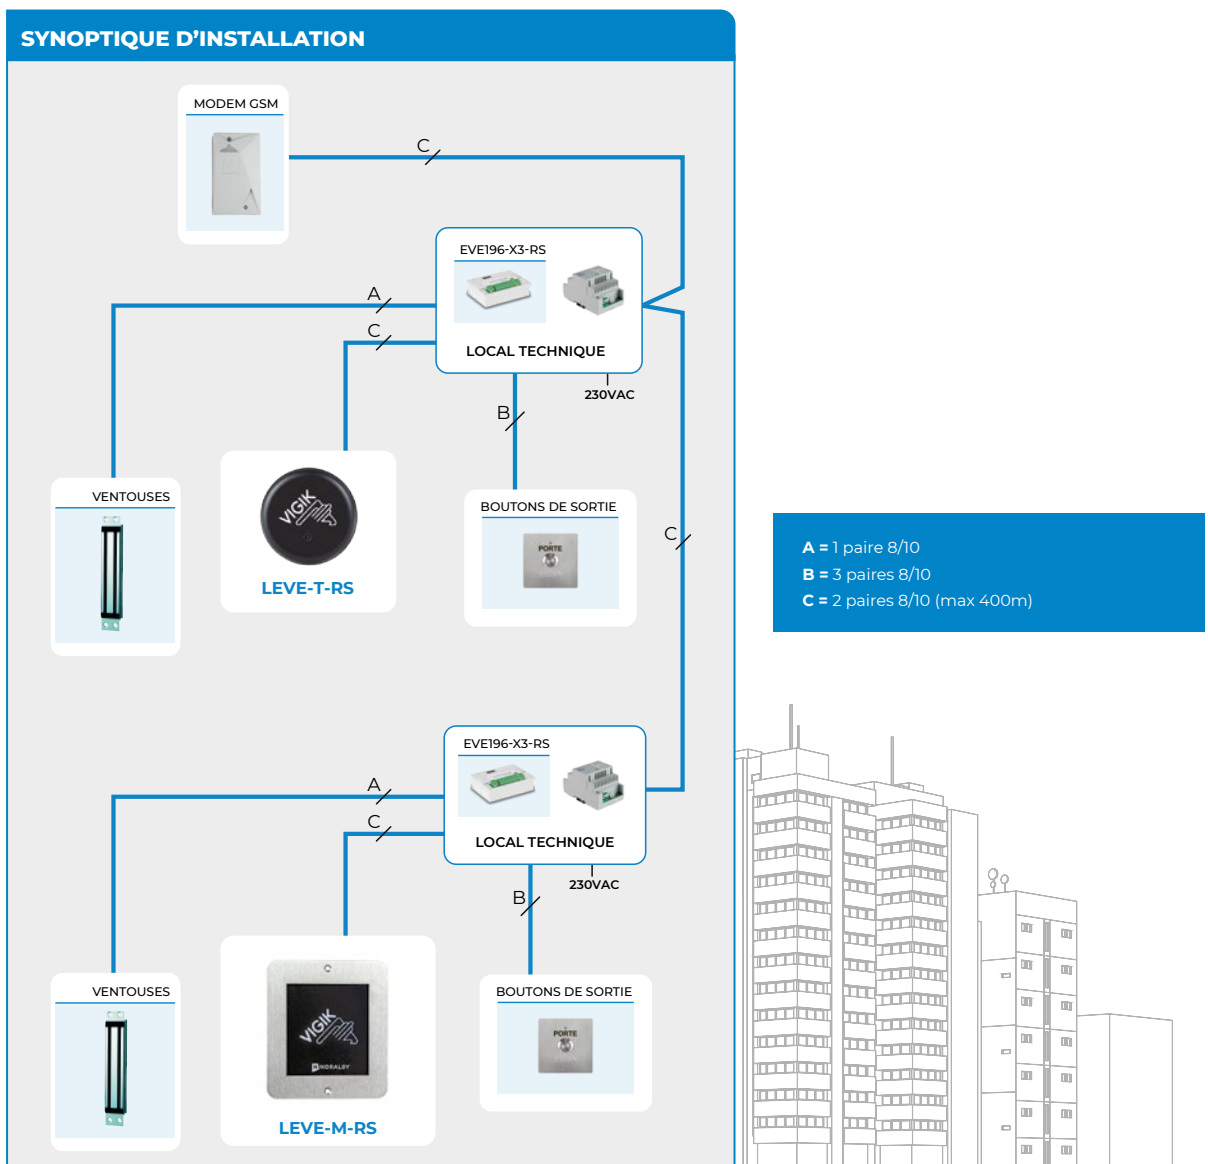 SYNOPTIQUE D'INSTALLATION
MODEM GSM
C
EVE196-X3-RS
A
C
LOCAL TECHNIQUE
230VAC
B
VENTOUSES
VIGIK
LEVE-T-RS
BOUTONS DE SORTIE
PORTE
C
A = 1 paire 8/10
B = 3 paires 8/10
C = 2 paires 8/10 (max 400m)
EVE196-X3-RS
A
C
LOCAL TECHNIQUE
230VAC
B
VENTOUSES
VIGIK
NORALSY
LEVE-M-RS
BOUTONS DE SORTIE
PORTE